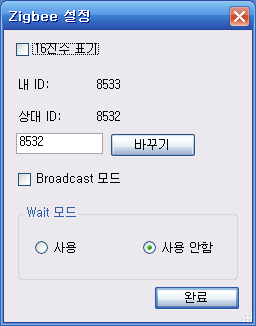 Zigbee 설정
16진수 표기
내 ID: 8533
상대 ID: 8532
8532 바꾸기
Broadcast 모드
Wait 모드
사용 사용 안함
완료